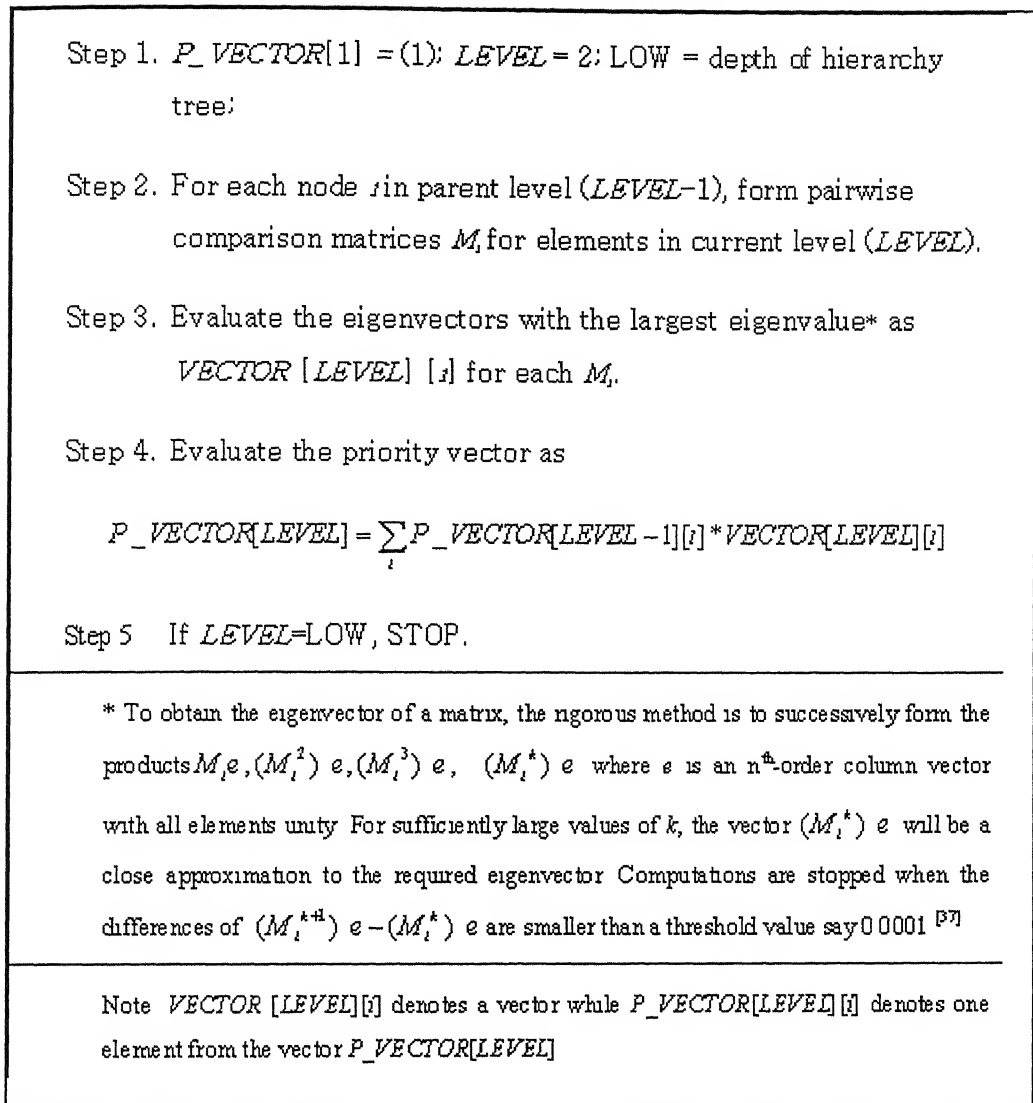 Step 1. P_VECTOR[1] = (1); LEVEL = 2; LOW = depth of hierarchy
tree;
Step 2. For each node i in parent level (LEVEL-1), form pairwise
comparison matrices Mᵢ for elements in current level (LEVEL).
Step 3. Evaluate the eigenvectors with the largest eigenvalue* as
VECTOR [LEVEL] [i] for each Mᵢ.
Step 4. Evaluate the priority vector as
P_VECTOR[LEVEL] = ∑ᵢ P_VECTOR[LEVEL-1][i]*VECTOR[LEVEL][i]
Step 5 If LEVEL=LOW, STOP.
* To obtain the eigenvector of a matrix, the rigorous method is to successively form the
products Mᵢe, (Mᵢ²) e, (Mᵢ³) e, (Mᵢᵏ) e where e is an nᵗʰ-order column vector
with all elements unity For sufficiently large values of k, the vector (Mᵢᵏ) e will be a
close approximation to the required eigenvector Computations are stopped when the
differences of (Mᵢᵏ⁺¹) e – (Mᵢᵏ) e are smaller than a threshold value say 0 0001 [37]
Note VECTOR [LEVEL][i] denotes a vector while P_VECTOR[LEVEL][i] denotes one
element from the vector P_VECTOR[LEVEL]